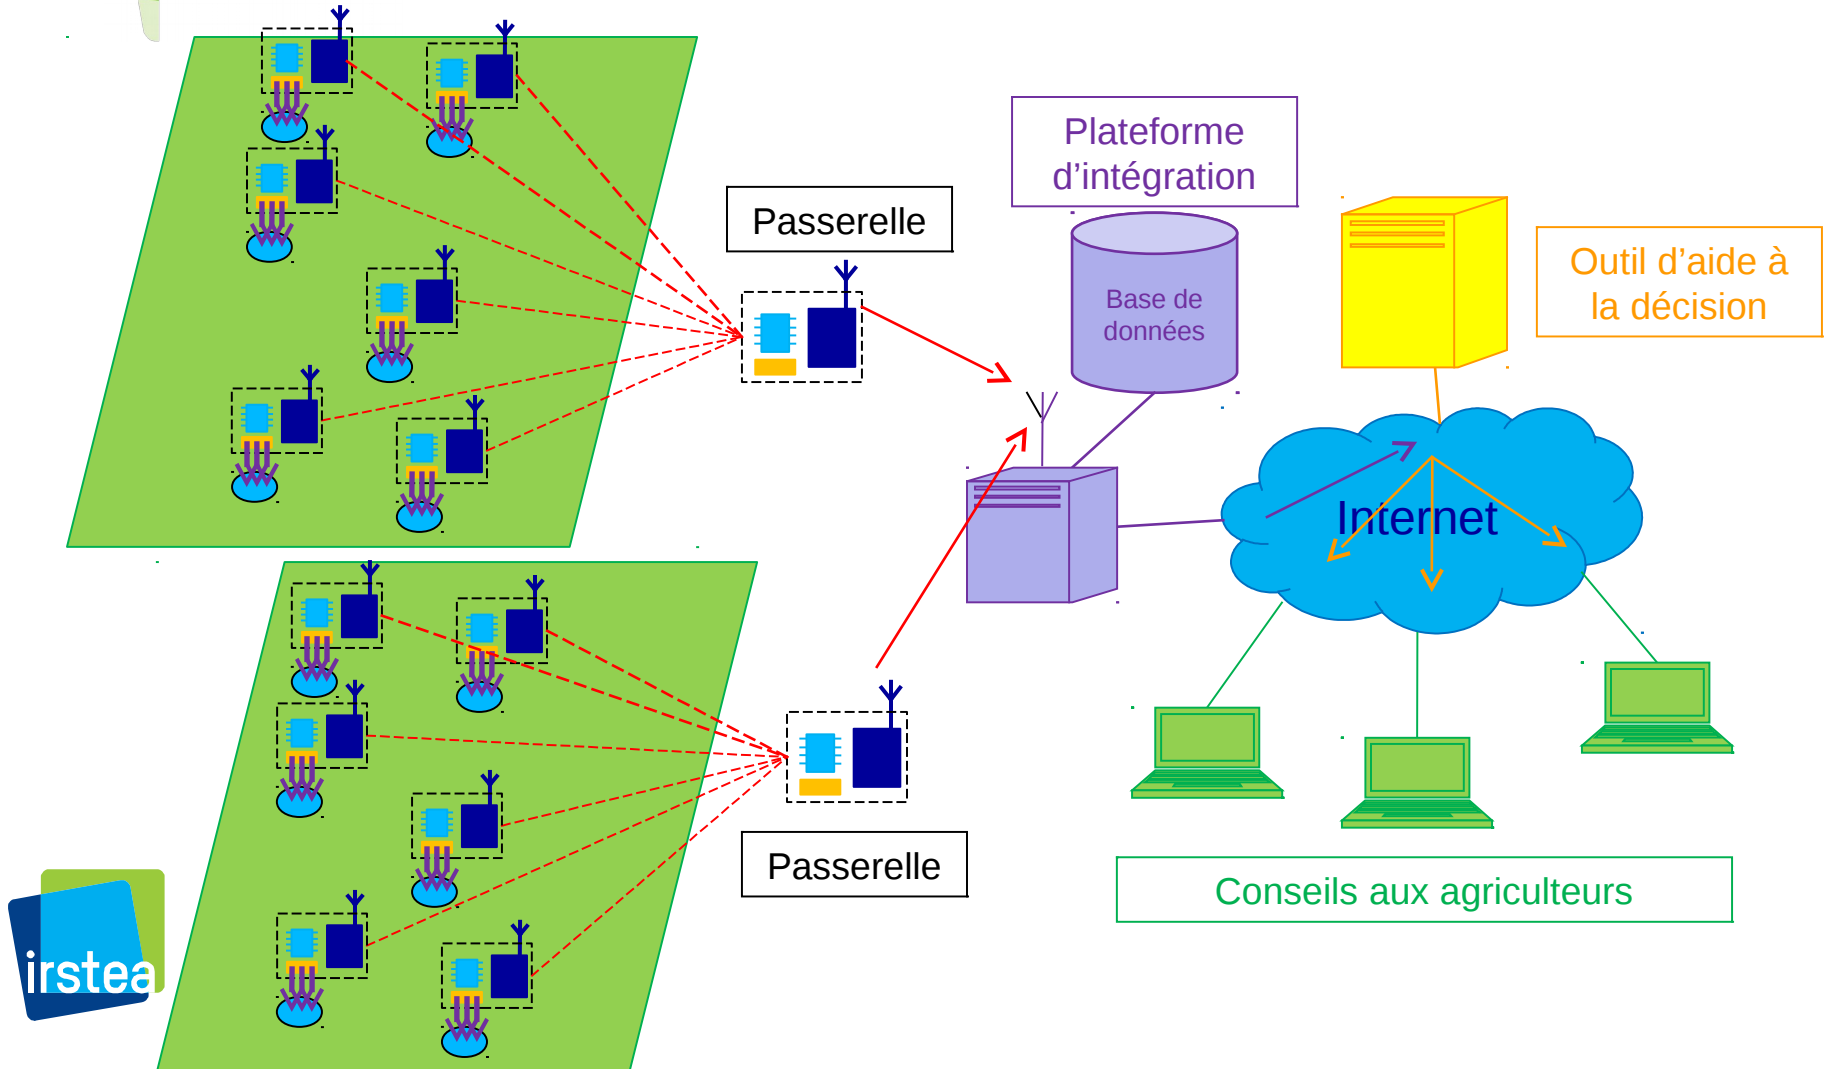 Plateforme
d’intégration
Passerelle
Outil d’aide à
la décision
Base de
données
Internet
Passerelle
Conseils aux agriculteurs
irstea